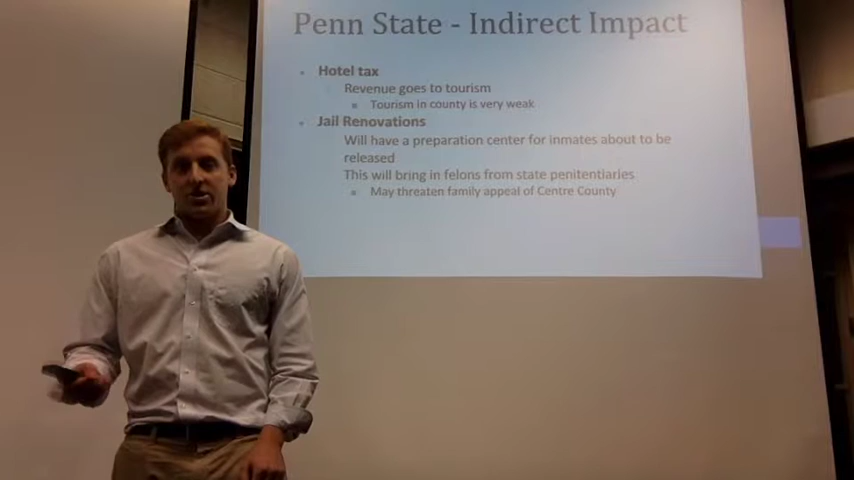 Penn State - Indirect Impact
Hotel tax
Revenue goes to tourism
Tourism in county is very weak
Jail Renovations
Will have a preparation center for inmates about to be
released
This will bring in felons from state penitentiaries
May threaten family appeal of Centre County